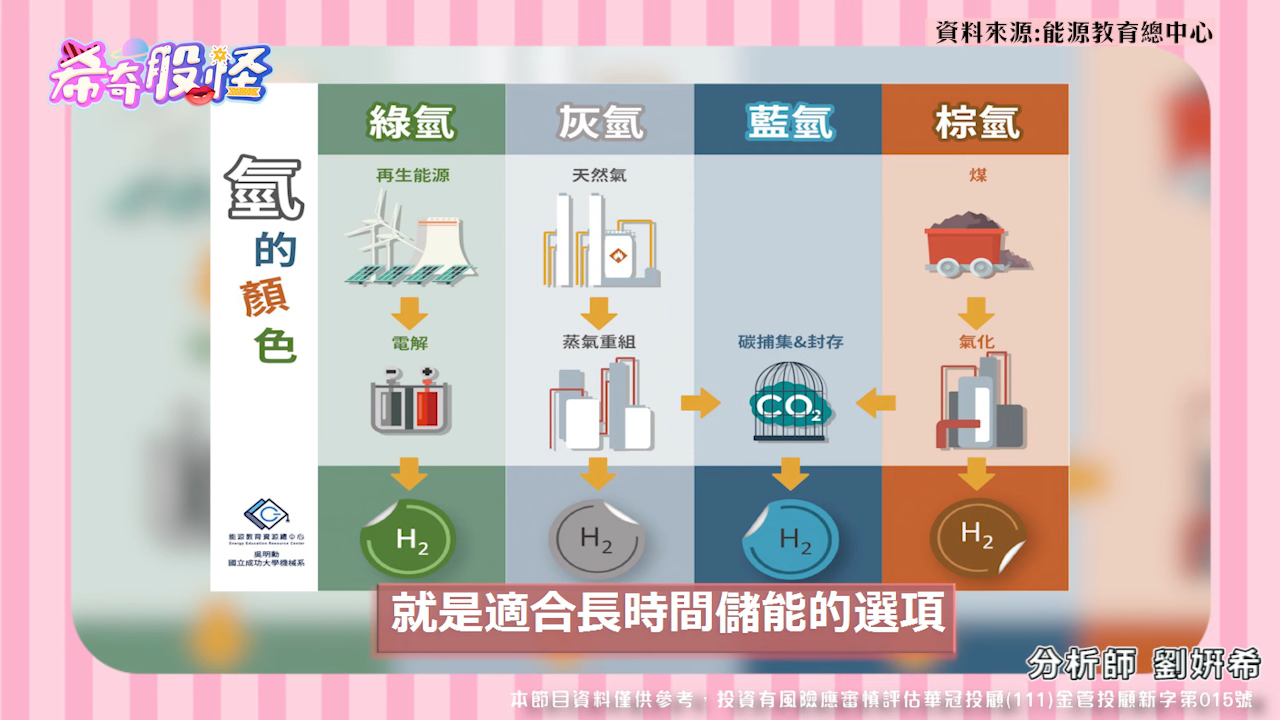 資料來源:能源教育總中心
希奇股怪
氫的顏色
綠氫
灰氫
藍氫
棕氫
再生能源
天然氣
煤
電解
蒸氣重組
碳捕集&封存
氣化
CO2
H2
H2
H2
H2
能源教育資源總中心
Energy Education Resource Center
吳明勳
國立成功大學機械系
就是適合長時間儲能的選項
分析師 劉妍希
本節目資料僅供參考，投資有風險應審慎評估華冠投顧(111)金管投顧新字第015號